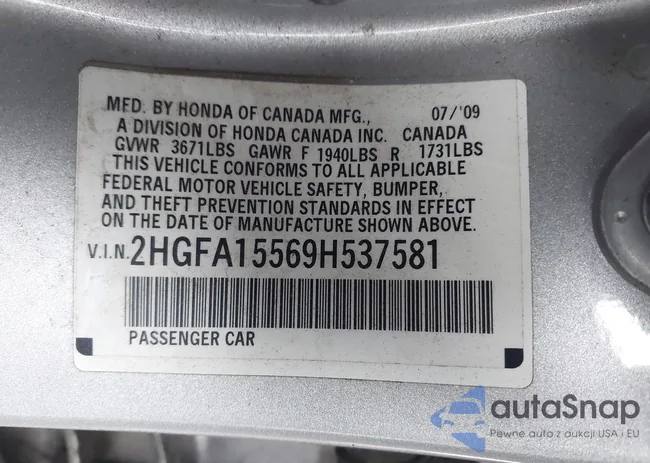 MFD. BY HONDA OF CANADA MFG., 07/'09
A DIVISION OF HONDA CANADA INC. CANADA
GVWR 3671LBS GAWR F 1940LBS R 1731LBS
THIS VEHICLE CONFORMS TO ALL APPLICABLE
FEDERAL MOTOR VEHICLE SAFETY, BUMPER,
AND THEFT PREVENTION STANDARDS IN EFFECT
ON THE DATE OF MANUFACTURE SHOWN ABOVE.
V.I.N. 2HGFA15569H537581
PASSENGER CAR
autaSnap
Pewne auta z aukcji USA i EU